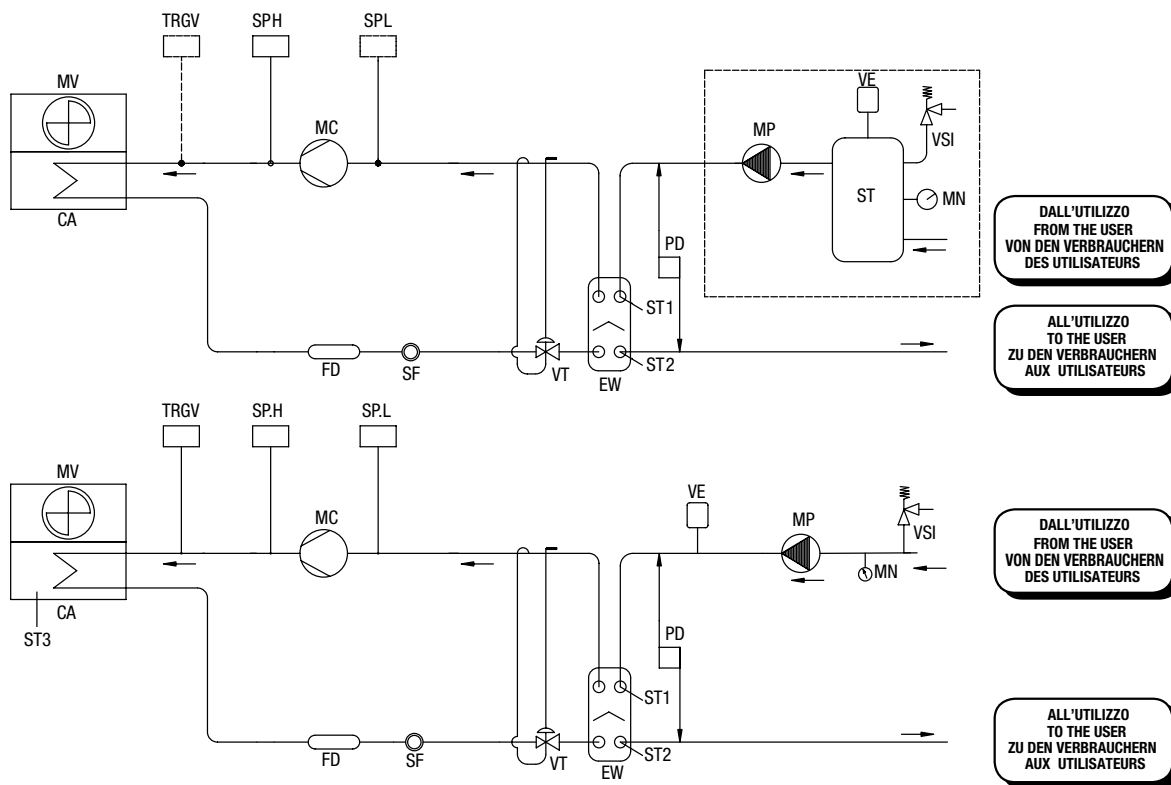 TRGV SPH SPL
MV
MC
VE
MP
VSI
ST
MN
CA
DALL'UTILIZZO
FROM THE USER
VON DEN VERBRAUCHERN
DES UTILISATEURS
PD
ST1
ALL'UTILIZZO
TO THE USER
ZU DEN VERBRAUCHERN
AUX UTILISATEURS
FD
SF
VT
EW
ST2
TRGV SP.H SP.L
MV
MC
VE
MP
VSI
MN
CA
ST3
DALL'UTILIZZO
FROM THE USER
VON DEN VERBRAUCHERN
DES UTILISATEURS
PD
ST1
ALL'UTILIZZO
TO THE USER
ZU DEN VERBRAUCHERN
AUX UTILISATEURS
FD
SF
VT
EW
ST2